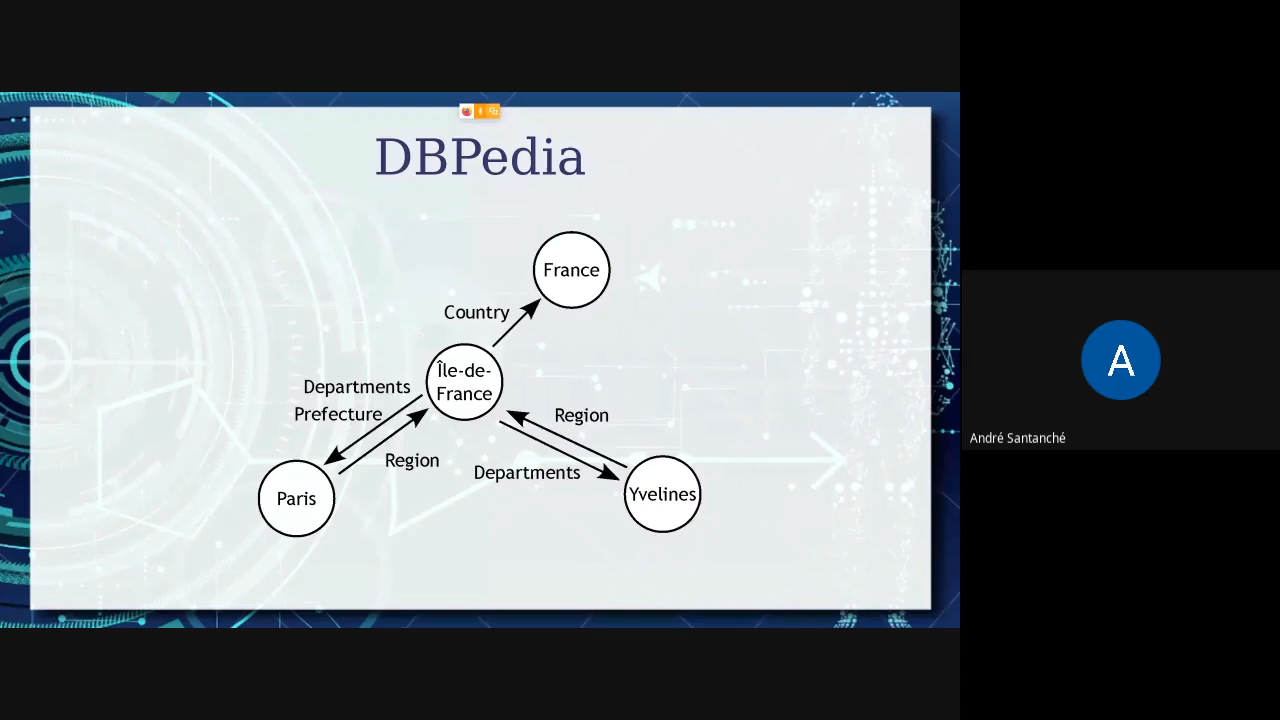 DBPedia
France
Country
Île-de-
France
Departments
Prefecture
Region
Region
Departments
Paris
Yvelines
A
André Santanché